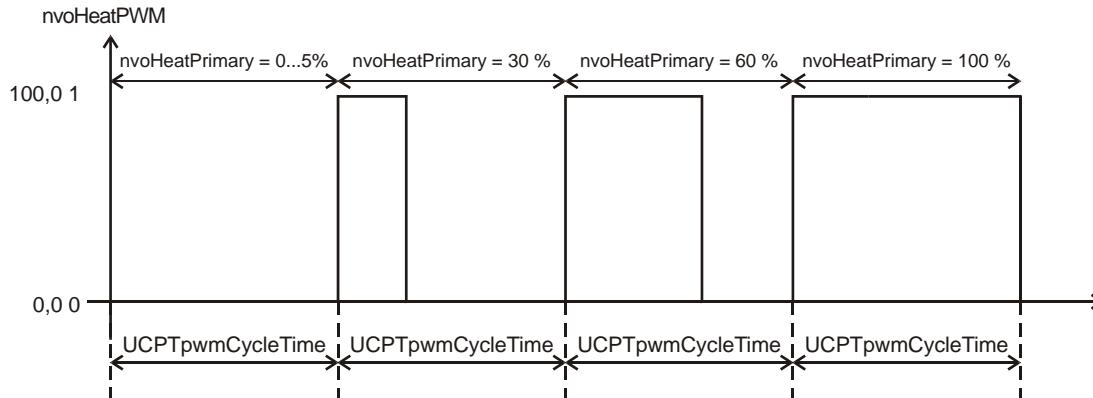 nvoHeatPWM
nvoHeatPrimary = 0...5%
nvoHeatPrimary = 30 %
nvoHeatPrimary = 60 %
nvoHeatPrimary = 100 %
100,0 1
0,0 0
UCPTpwmCycleTime
UCPTpwmCycleTime
UCPTpwmCycleTime
UCPTpwmCycleTime